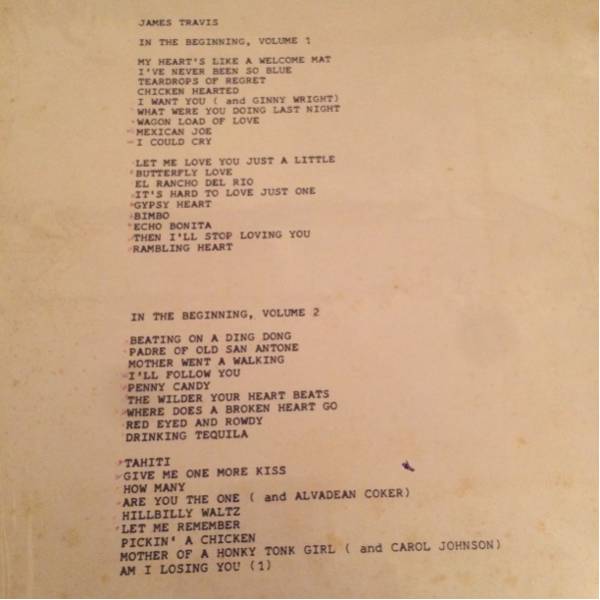 JAMES TRAVIS
IN THE BEGINNING, VOLUME 1
MY HEART'S LIKE A WELCOME MAT
I'VE NEVER BEEN SO BLUE
TEARDROPS OF REGRET
CHICKEN HEARTED
I WANT YOU ( and GINNY WRIGHT)
WHAT WERE YOU DOING LAST NIGHT
WAGON LOAD OF LOVE
MEXICAN JOE
I COULD CRY
LET ME LOVE YOU JUST A LITTLE
BUTTERFLY LOVE
EL RANCHO DEL RIO
IT'S HARD TO LOVE JUST ONE
GYPSY HEART
BIMBO
ECHO BONITA
THEN I'LL STOP LOVING YOU
RAMBLING HEART
IN THE BEGINNING, VOLUME 2
BEATING ON A DING DONG
PADRE OF OLD SAN ANTONE
MOTHER WENT A WALKING
I'LL FOLLOW YOU
PENNY CANDY
THE WILDER YOUR HEART BEATS
WHERE DOES A BROKEN HEART GO
RED EYED AND ROWDY
DRINKING TEQUILA
TAHITI
GIVE ME ONE MORE KISS
HOW MANY
ARE YOU THE ONE ( and ALVADEAN COKER)
HILLBILLY WALTZ
LET ME REMEMBER
PICKIN' A CHICKEN
MOTHER OF A HONKY TONK GIRL ( and CAROL JOHNSON)
AM I LOSING YOU (1)